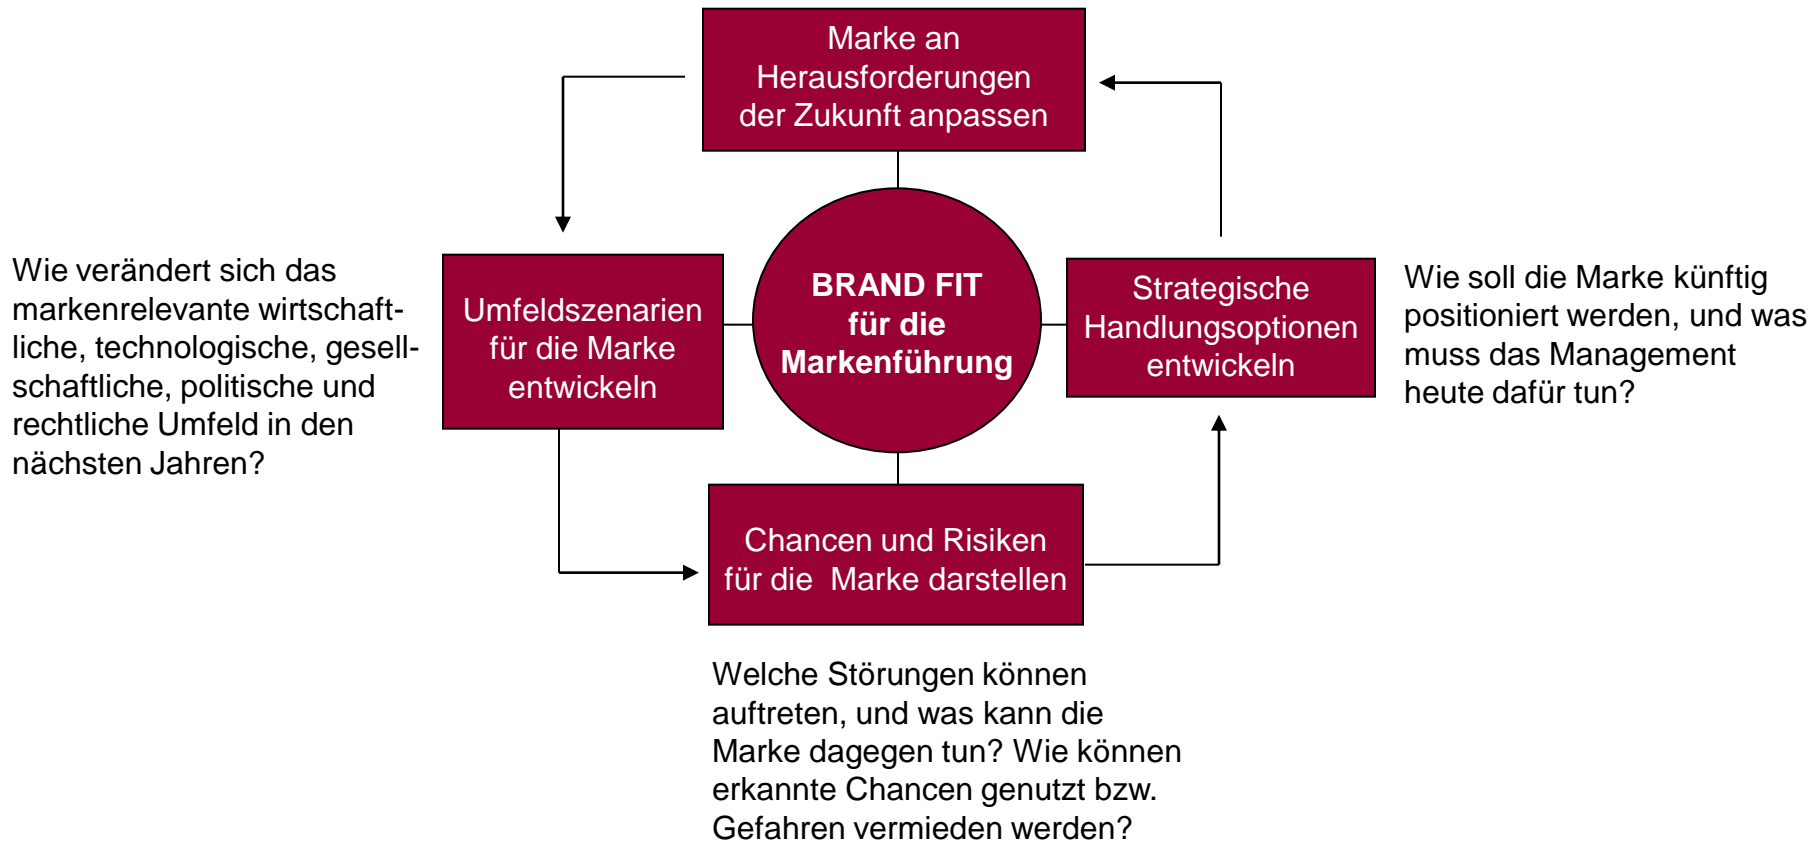 Marke an
Herausforderungen
der Zukunft anpassen
Wie verändert sich das
markenrelevante wirtschaft-
liche, technologische, gesell-
schaftliche, politische und
rechtliche Umfeld in den
nächsten Jahren?
Umfeldszenarien
für die Marke
entwickeln
BRAND FIT
für die
Markenführung
Strategische
Handlungsoptionen
entwickeln
Wie soll die Marke künftig
positioniert werden, und was
muss das Management
heute dafür tun?
Chancen und Risiken
für die  Marke darstellen
Welche Störungen können
auftreten, und was kann die
Marke dagegen tun? Wie können
erkannte Chancen genutzt bzw.
Gefahren vermieden werden?